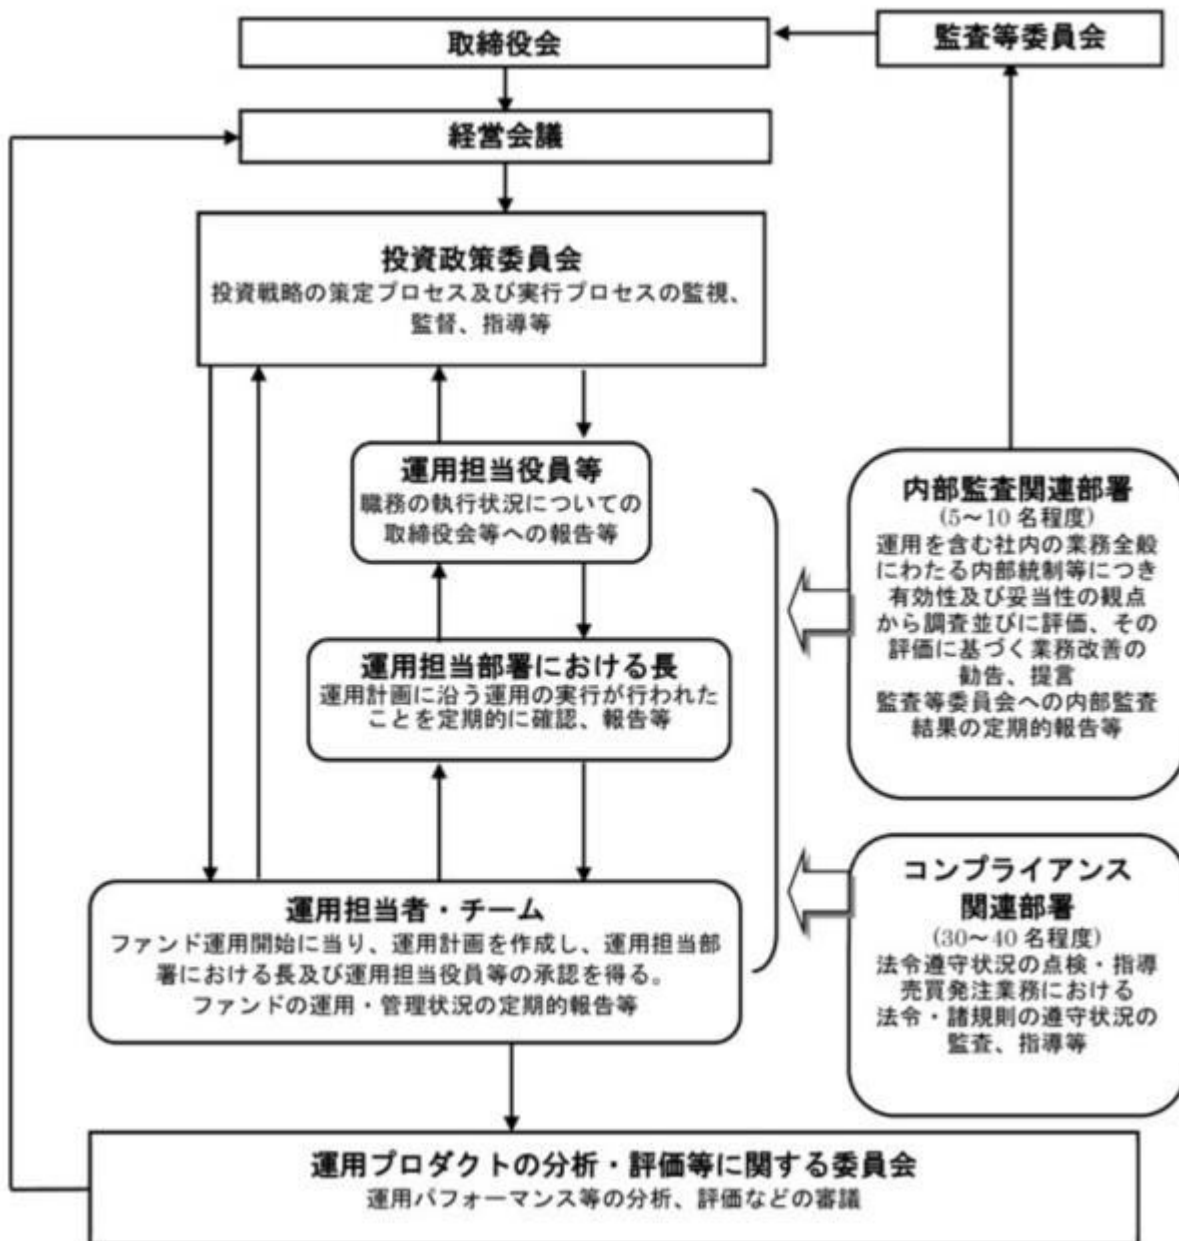 取締役会
監査等委員会
経営会議
投資政策委員会
投資戦略の策定プロセス及び実行プロセスの監視、
監督、指導等
運用担当役員等
職務の執行状況についての
取締役会等への報告等
運用担当部署における長
運用計画に沿う運用の実行が行われた
ことを定期的に確認、報告等
運用担当者・チーム
ファンド運用開始に当り、運用計画を作成し、運用担当部
署における長及び運用担当役員等の承認を得る。
ファンドの運用・管理状況の定期的報告等
内部監査関連部署
(5～10 名程度)
運用を含む社内の業務全般
にわたる内部統制等につき
有効性及び妥当性の観点
から調査並びに評価、その
評価に基づく業務改善の
勧告、提言
監査等委員会への内部監査
結果の定期的報告等
コンプライアンス
関連部署
(30～40 名程度)
法令遵守状況の点検・指導
売買発注業務における
法令・諸規則の遵守状況の
監査、指導等
運用プロダクトの分析・評価等に関する委員会
運用パフォーマンス等の分析、評価などの審議